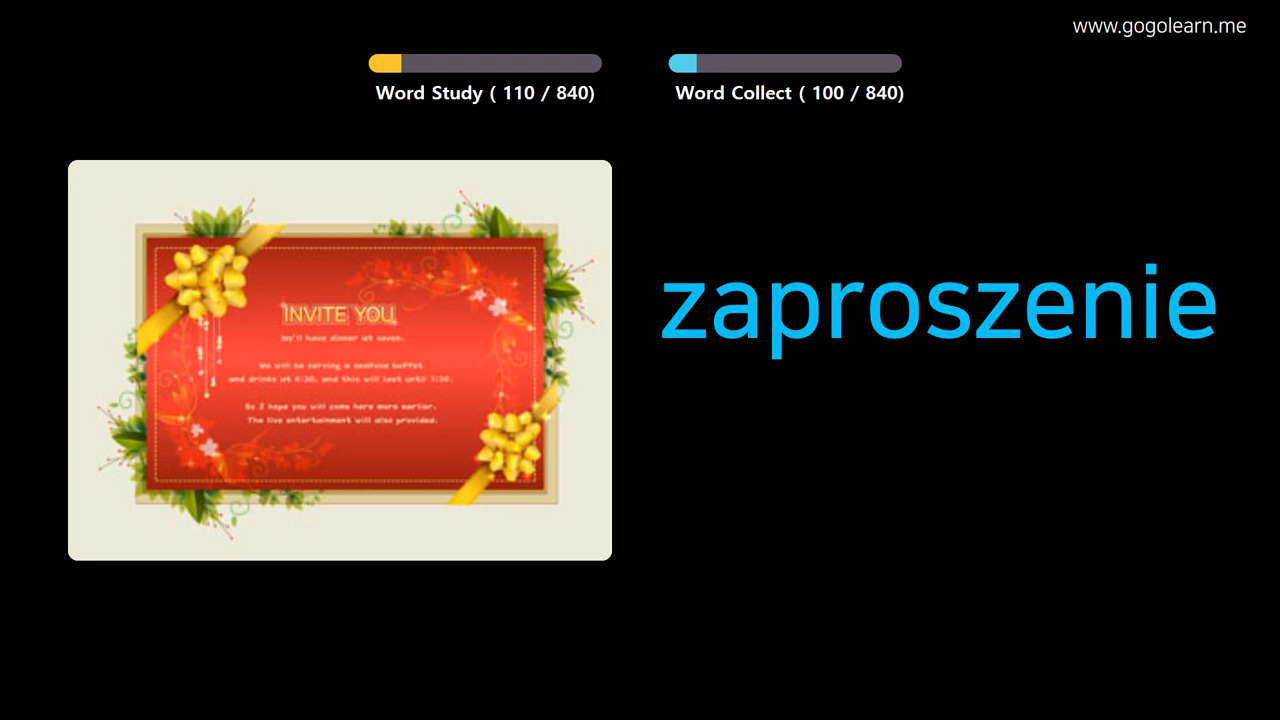 www.gogolearn.me
Word Study ( 110 / 840)
Word Collect ( 100 / 840)
INVITE YOU
We'll have dinner at seven.
We will be serving a seafood buffet
and drinks at 6:30, and this will last until 1:30.
So I hope you will come here more earlier.
The live entertainment will also provided.
zaproszenie